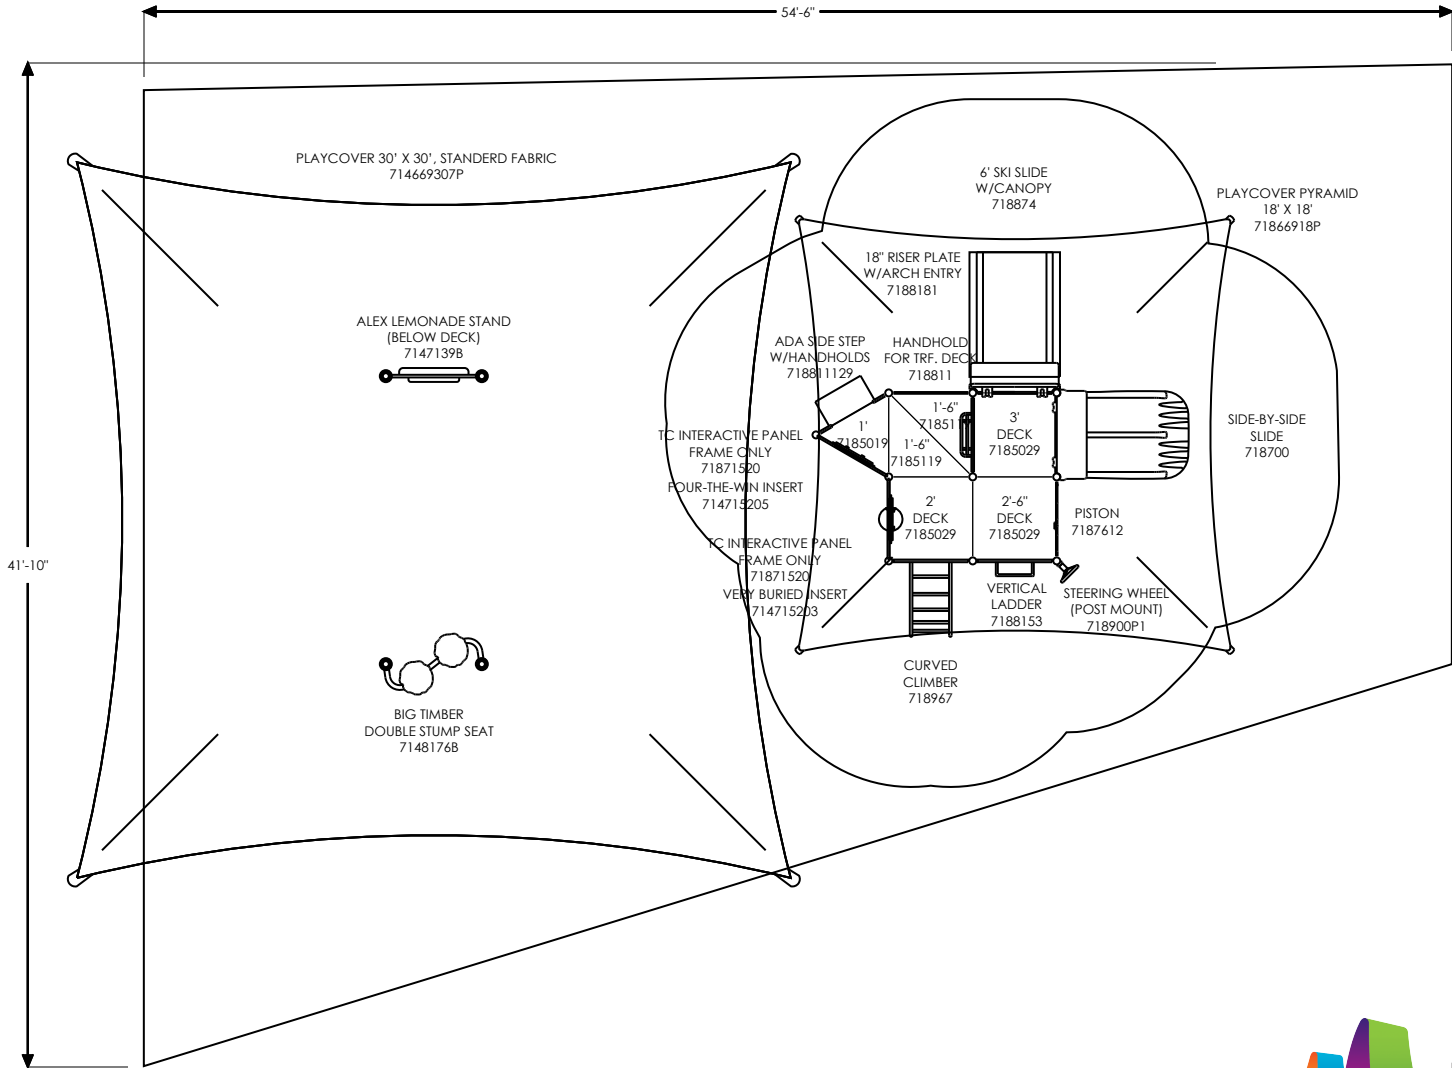 54'-6"
PLAYCOVER 30' X 30', STANDERD FABRIC
714669307P
6' SKI SLIDE
W/CANOPY
718874
PLAYCOVER PYRAMID
18' X 18'
71866918P
18" RISER PLATE
W/ARCH ENTRY
7188181
ALEX LEMONADE STAND
(BELOW DECK)
7147139B
ADA SIDE STEP
W/HANDHOLDS
718811129
HANDHOLD
FOR TRF. DECK
718811
1'-6"
71851
3'
DECK
7185029
1'
7185019
1'-6"
7185119
SIDE-BY-SIDE
SLIDE
718700
TC INTERACTIVE PANEL
FRAME ONLY
71871520
FOUR-THE-WIN INSERT
714715205
2'
DECK
7185029
2'-6"
DECK
7185029
PISTON
7187612
TC INTERACTIVE PANEL
FRAME ONLY
71871520
VERY BURIED INSERT
714715203
41'-10"
VERTICAL
LADDER
7188153
STEERING WHEEL
(POST MOUNT)
718900P1
CURVED
CLIMBER
718967
BIG TIMBER
DOUBLE STUMP SEAT
7148176B